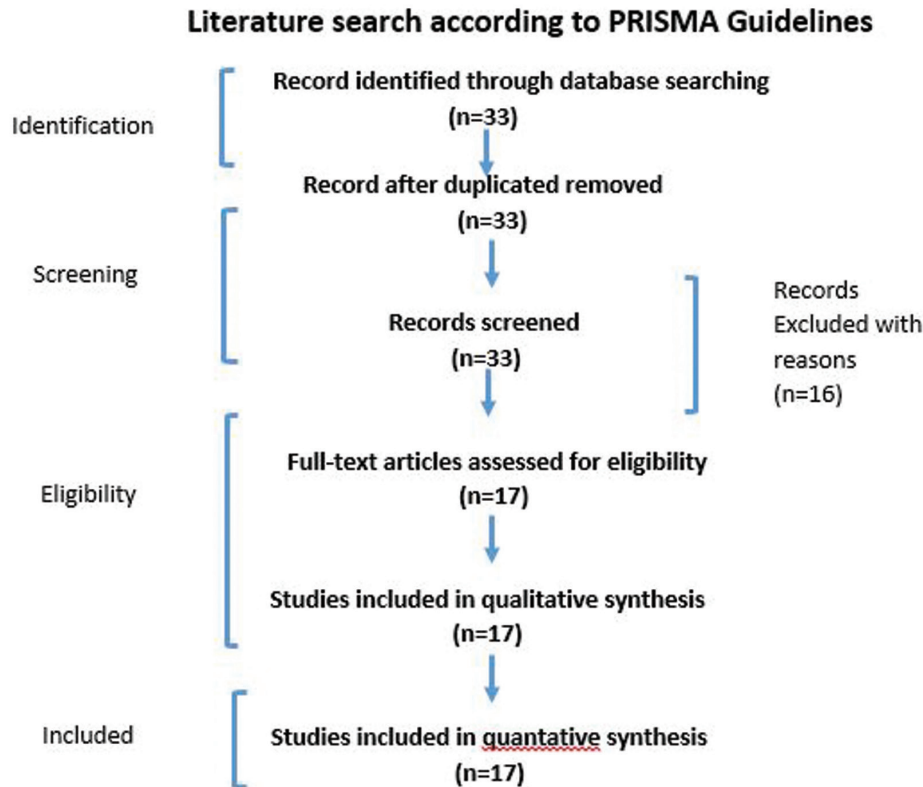 Literature search according to PRISMA Guidelines
Record identified through database searching
(n=33)
Identification
Record after duplicated removed
(n=33)
Screening
Records screened
(n=33)
Records
Excluded with
reasons
(n=16)
Full-text articles assessed for eligibility
(n=17)
Eligibility
Studies included in qualitative synthesis
(n=17)
Included
Studies included in quantative synthesis
(n=17)